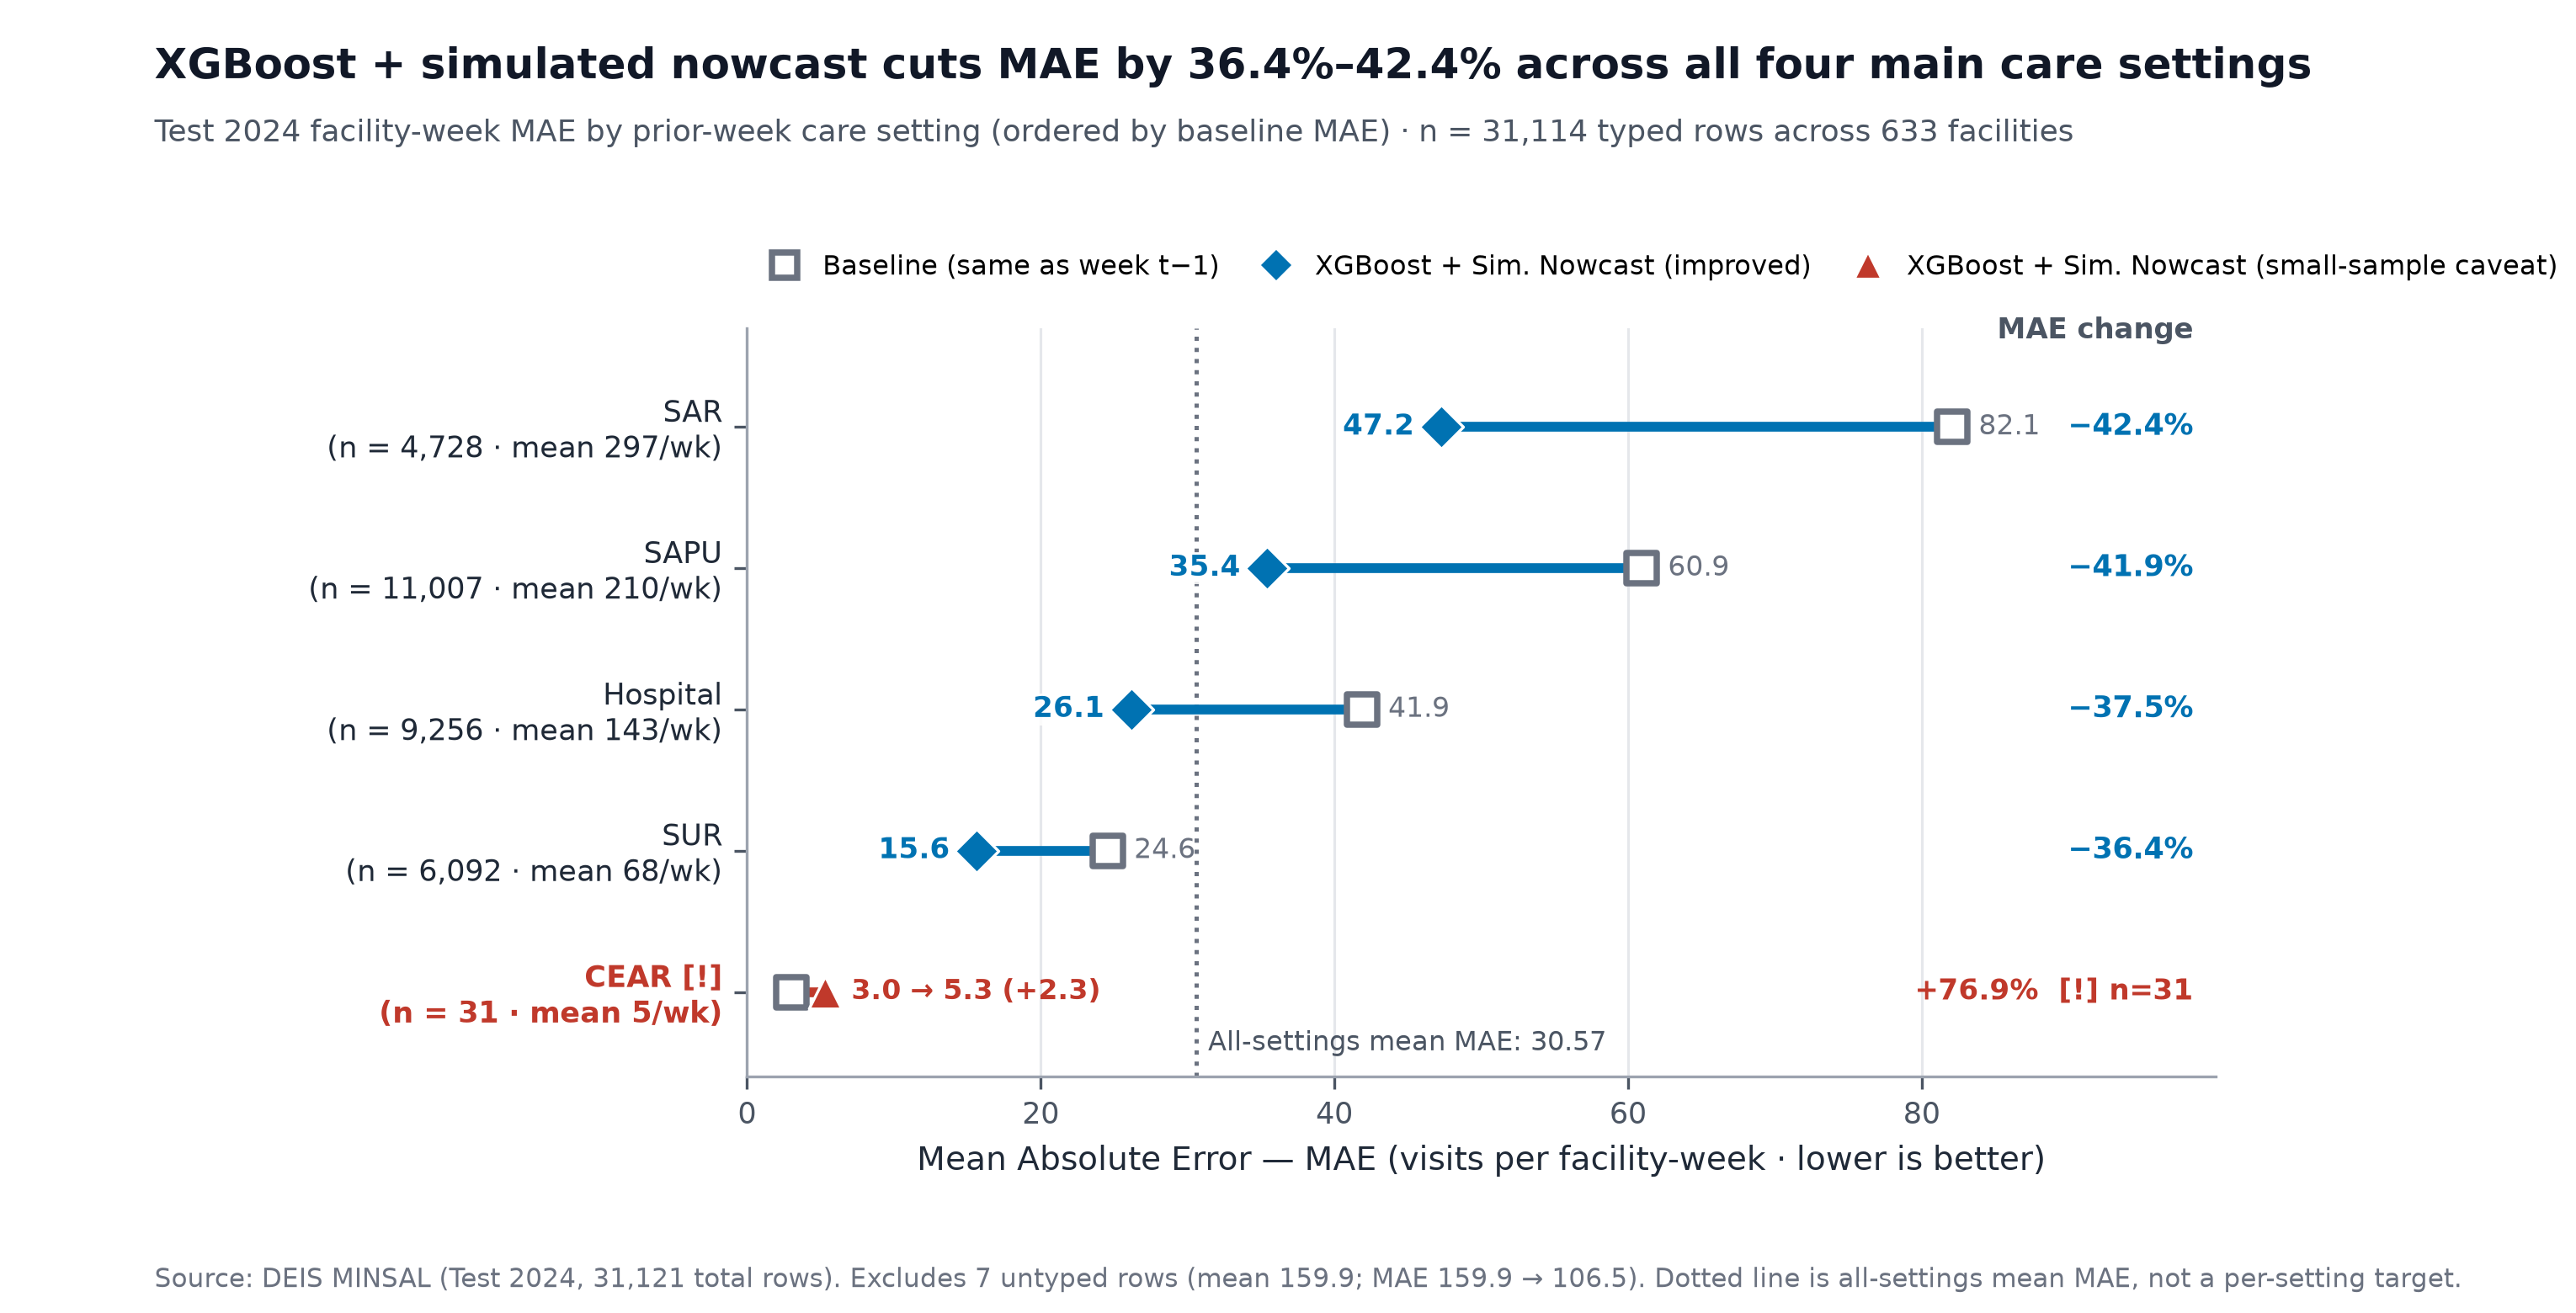 XGBoost + simulated nowcast cuts MAE by 36.4%–42.4% across all four main care settings
Test 2024 facility-week MAE by prior-week care setting (ordered by baseline MAE) · n = 31,114 typed rows across 633 facilities
Baseline (same as week t−1)
XGBoost + Sim. Nowcast (improved)
XGBoost + Sim. Nowcast (small-sample caveat)
MAE change
SAR
(n = 4,728 · mean 297/wk)
47.2
82.1
−42.4%
SAPU
(n = 11,007 · mean 210/wk)
35.4
60.9
−41.9%
Hospital
(n = 9,256 · mean 143/wk)
26.1
41.9
−37.5%
SUR
(n = 6,092 · mean 68/wk)
15.6
24.6
−36.4%
CEAR [!]
(n = 31 · mean 5/wk)
3.0 → 5.3 (+2.3)
+76.9% [!] n=31
All-settings mean MAE: 30.57
0
20
40
60
80
Mean Absolute Error — MAE (visits per facility-week · lower is better)
Source: DEIS MINSAL (Test 2024, 31,121 total rows). Excludes 7 untyped rows (mean 159.9; MAE 159.9 → 106.5). Dotted line is all-settings mean MAE, not a per-setting target.